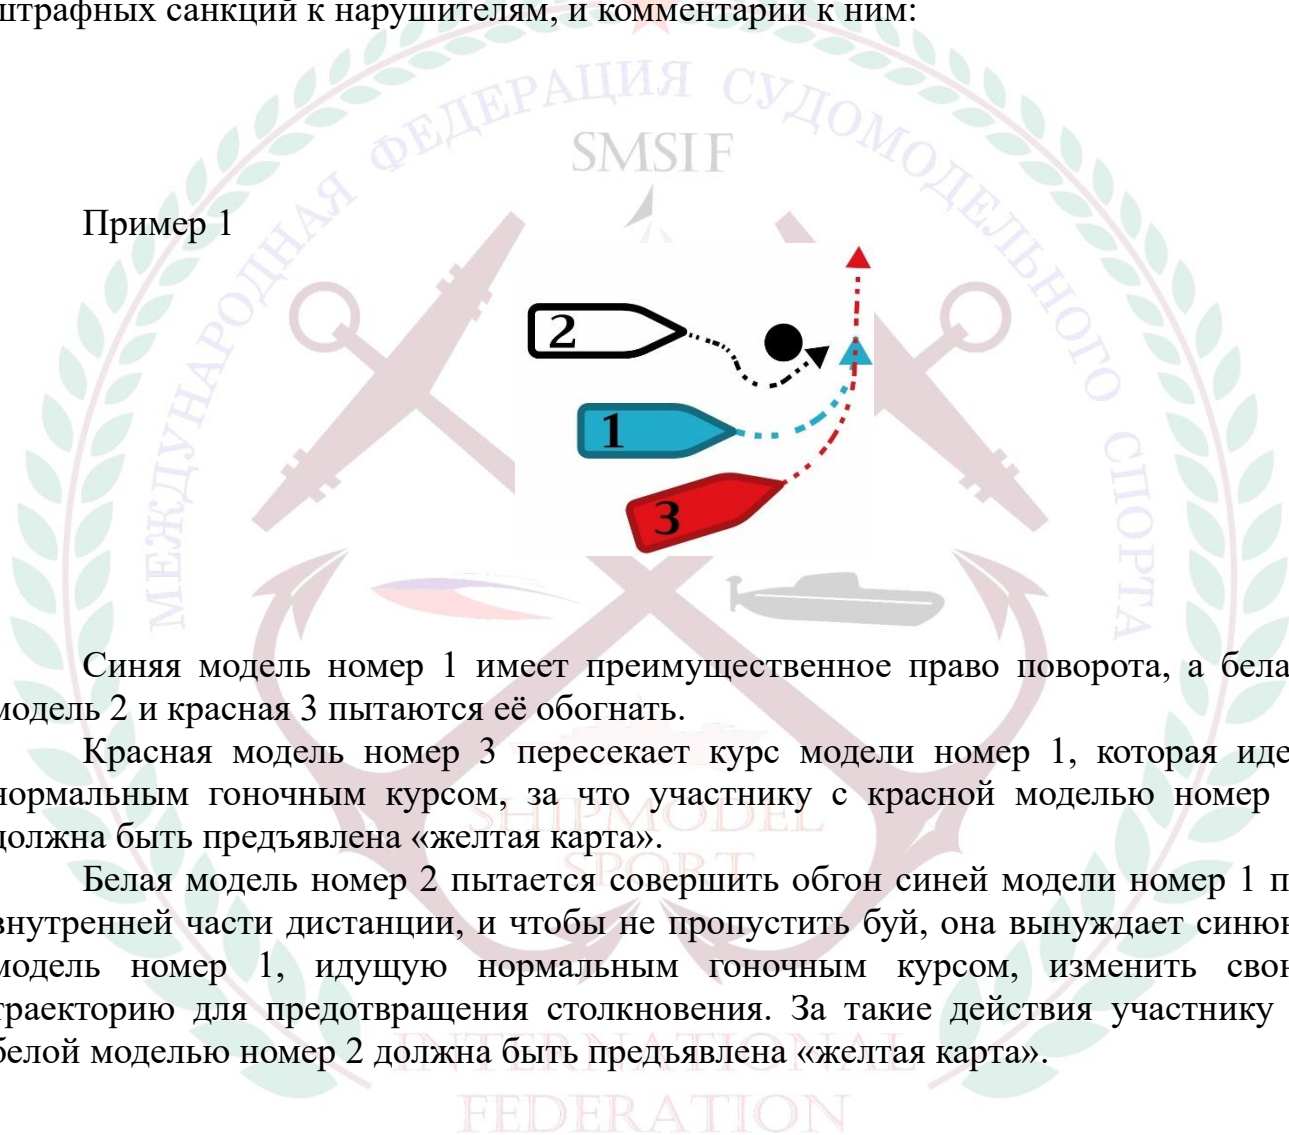 штрафных санкций к нарушителям, и комментарии к ним:
МЕЖДУНАРОДНАЯ ФЕДЕРАЦИЯ СУДОМОДЕЛЬНОГО СПОРТА
SMSIF
Пример 1
2
1
3
Синяя модель номер 1 имеет преимущественное право поворота, а бела
модель 2 и красная 3 пытаются её обогнать.
Красная модель номер 3 пересекает курс модели номер 1, которая иде
нормальным гоночным курсом, за что участнику с красной моделью номер
должна быть предъявлена «желтая карта».
Белая модель номер 2 пытается совершить обгон синей модели номер 1 п
внутренней части дистанции, и чтобы не пропустить буй, она вынуждает синю
модель номер 1, идущую нормальным гоночным курсом, изменить сво
траекторию для предотвращения столкновения. За такие действия участнику
белой моделью номер 2 должна быть предъявлена «желтая карта».
SHIPMODEL
SPORT
INTERNATIONAL
FEDERATION